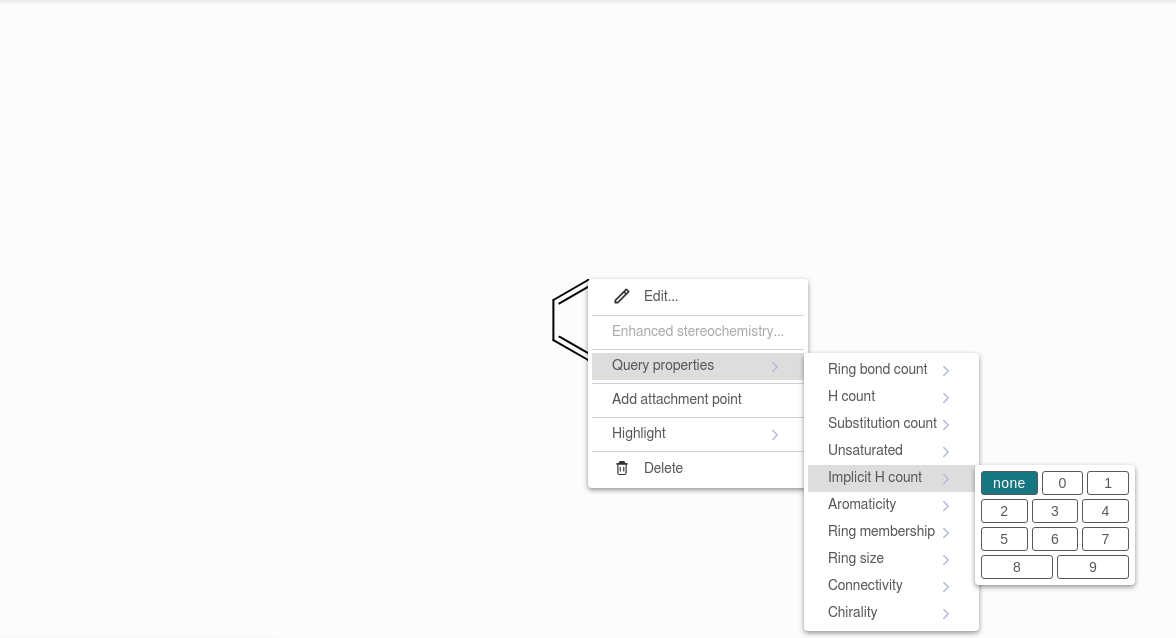 Edit...
Enhanced stereochemistry...
Query properties
Add attachment point
Highlight
Delete
Ring bond count
H count
Substitution count
Unsaturated
Implicit H count
Aromaticity
Ring membership
Ring size
Connectivity
Chirality
none 0 1
2 3 4
5 6 7
8 9